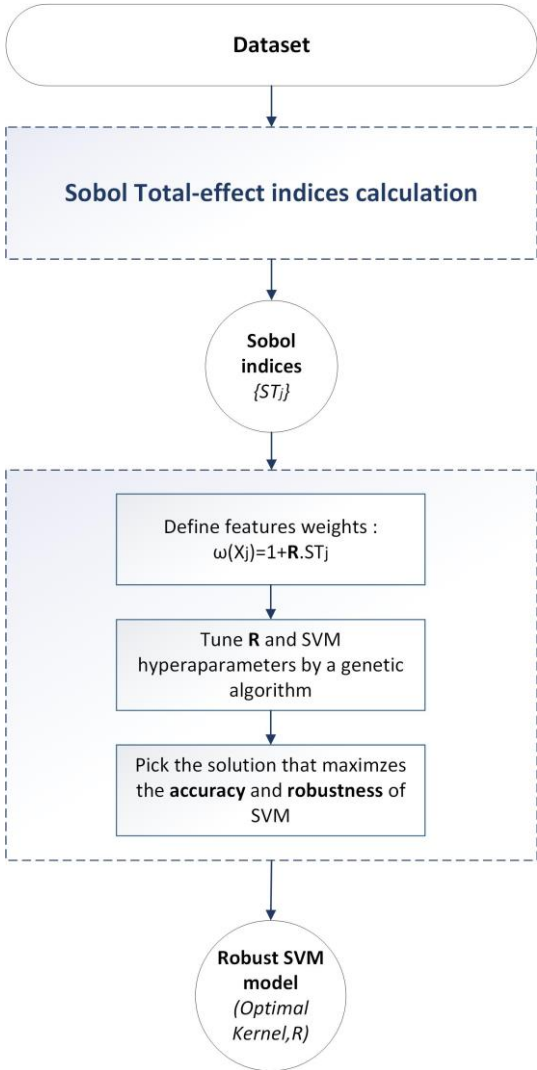 Dataset
Sobol Total-effect indices calculation
Sobol
indices
{STj}
Define features weights :
ω(Xj)=1+R.STj
Tune R and SVM
hyperaparameters by a genetic
algorithm
Pick the solution that maximzes
the accuracy and robustness of
SVM
Robust SVM
model
(Optimal
Kernel,R)